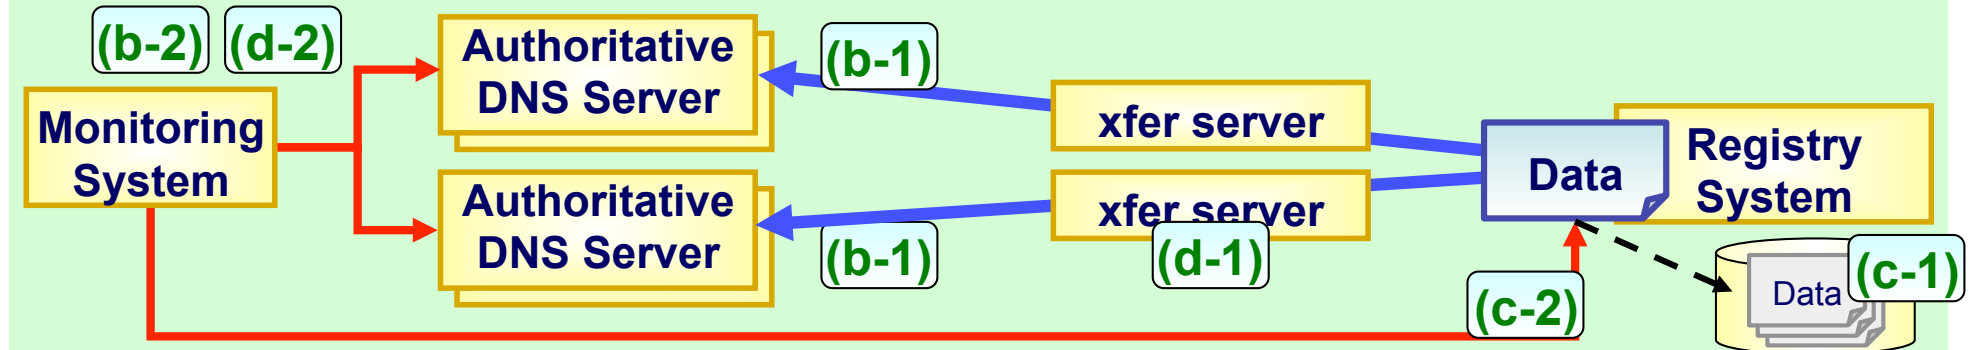 (b-2) (d-2)
Monitoring
System
Authoritative
DNS Server
(b-1)
xfer server
Data
Registry
System
Authoritative
DNS Server
(b-1)
xfer server
(d-1)
(c-2)
Data
(c-1)